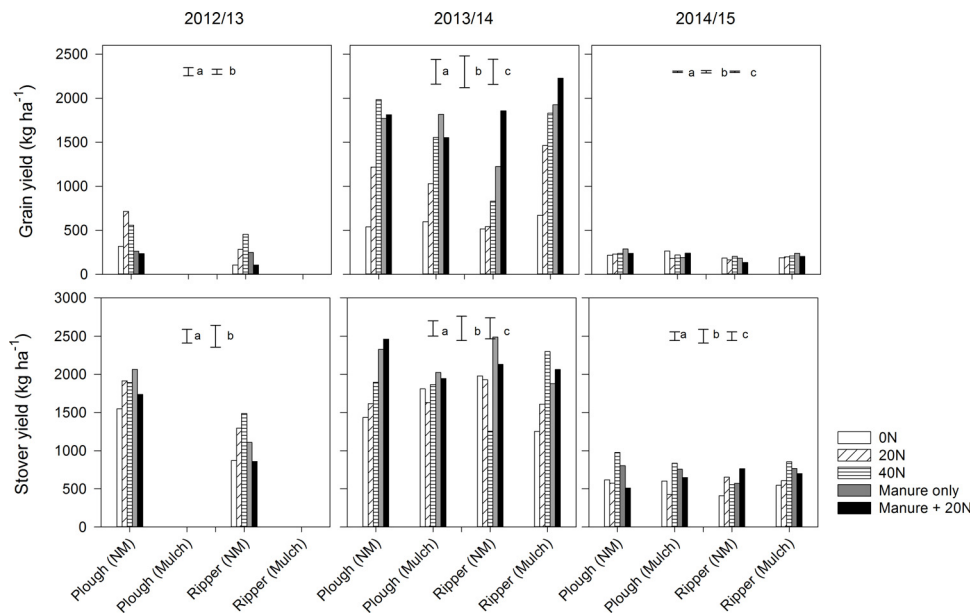 2012/13 2013/14 2014/15
Grain yield (kg ha⁻¹)
2500
2000
1500
1000
500
0
a b
a b c
a b c
Stover yield (kg ha⁻¹)
3000
2500
2000
1500
1000
500
0
a b
a b c
a b c
Plough (NM) Plough (Mulch) Ripper (NM) Ripper (Mulch)
Plough (NM) Plough (Mulch) Ripper (NM) Ripper (Mulch)
Plough (NM) Plough (Mulch) Ripper (NM) Ripper (Mulch)
0N
20N
40N
Manure only
Manure + 20N